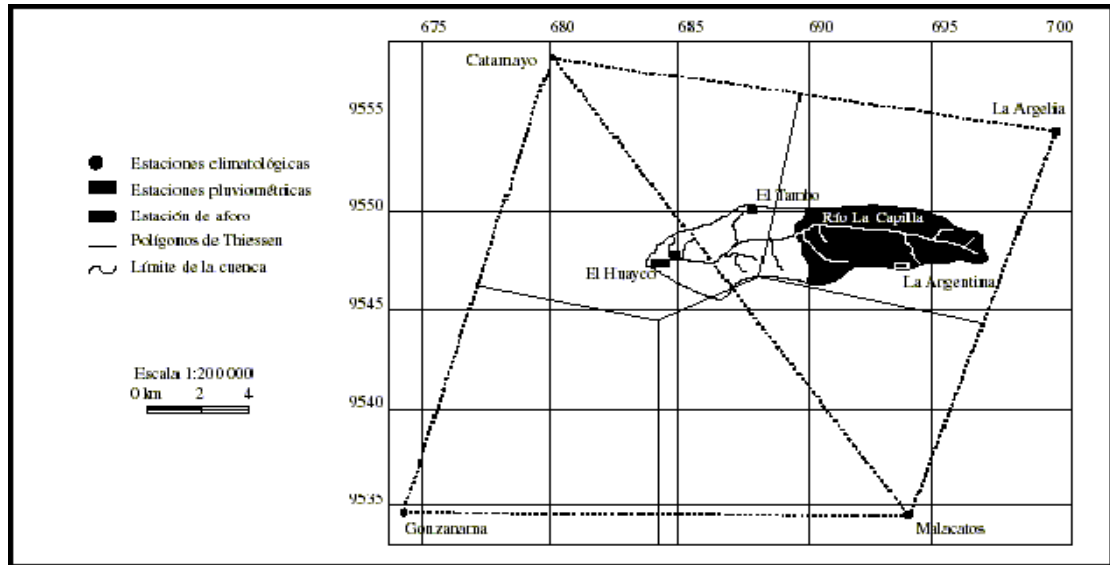 675 680 685 690 695 700
Catamayo
9555
La Argelia
Estaciones climatológicas
Estaciones pluviométricas
Estación de aforo
Polígonos de Thiessen
Límite de la cuenca
El Tambo
9550
Río La Capilla
El Huayco
La Argentina
9545
Escala 1:200 000
0 km 2 4
9540
9535
Gonzanama
Malacatos